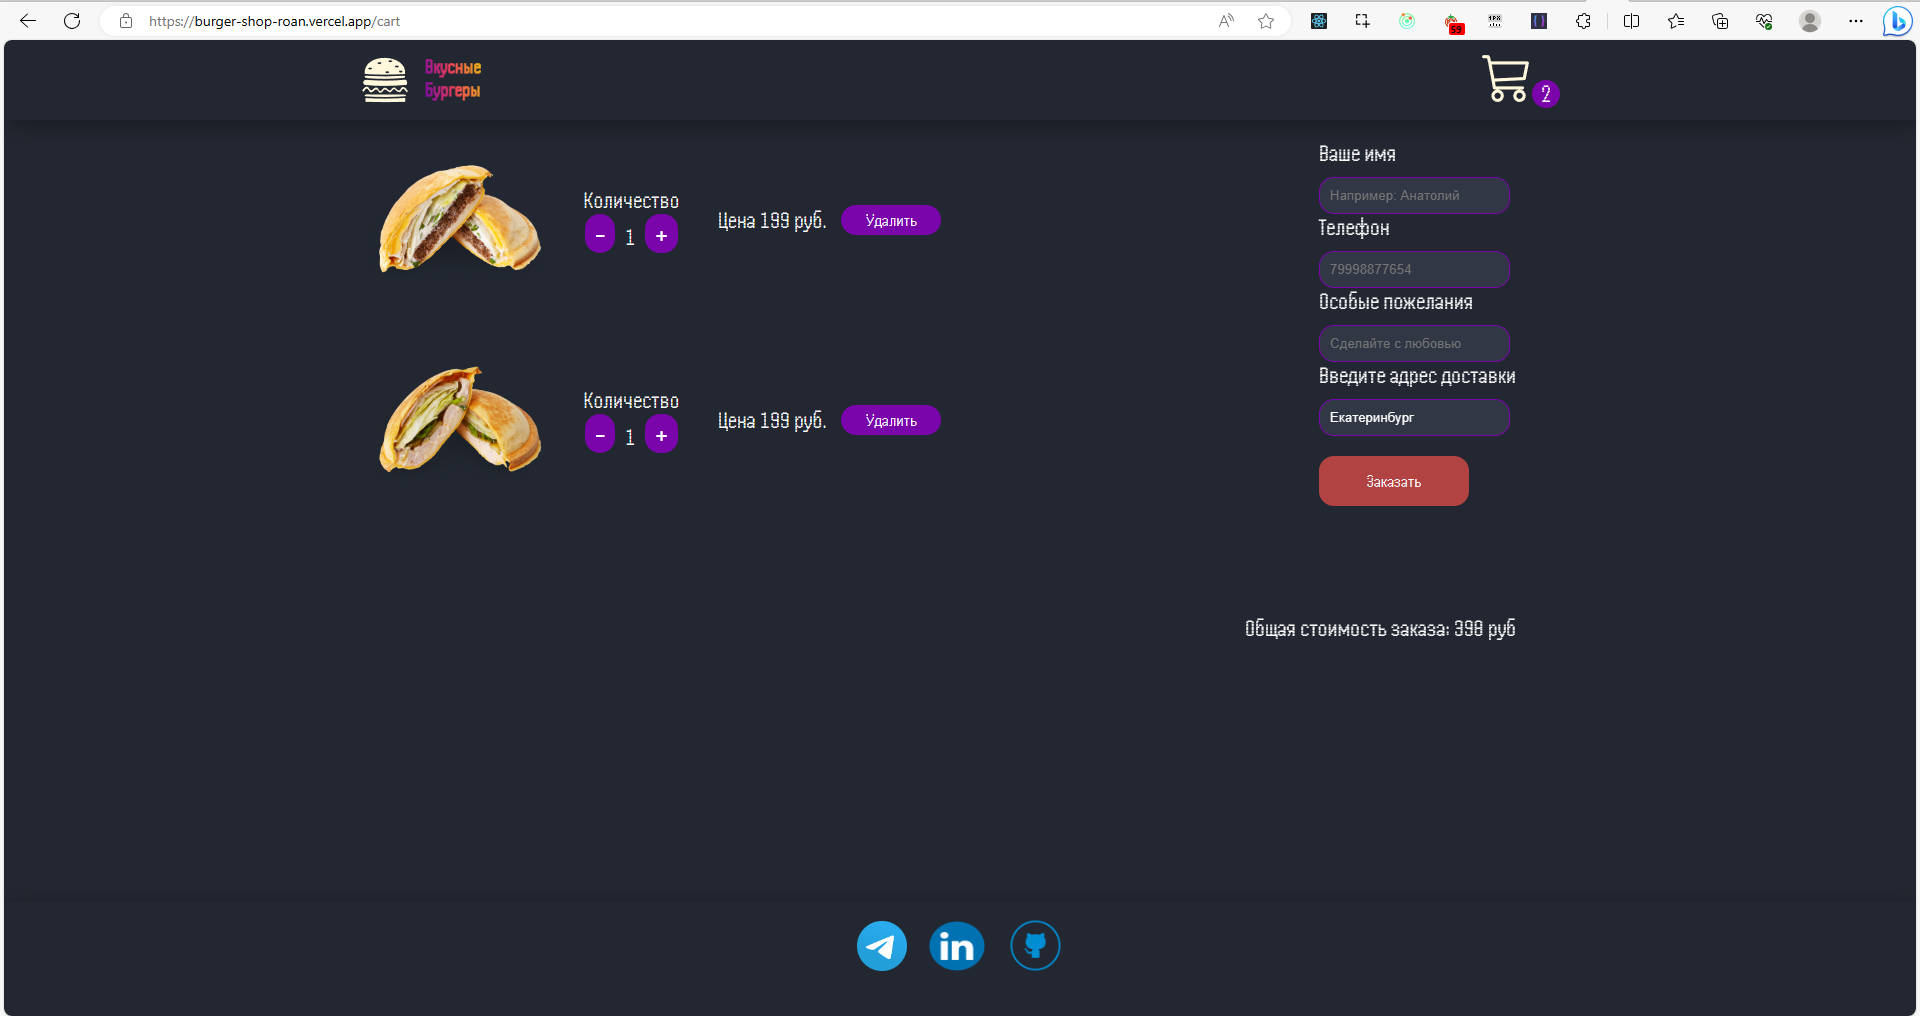 https://burger-shop-roan.vercel.app/cart
59
Вкусные
Бургеры
2
Количество
- 1 +
Цена 199 руб.
Удалить
Количество
- 1 +
Цена 199 руб.
Удалить
Ваше имя
Например: Анатолий
Телефон
79998877654
Особые пожелания
Сделайте с любовью
Введите адрес доставки
Екатеринбург
Заказать
Общая стоимость заказа: 398 руб
in